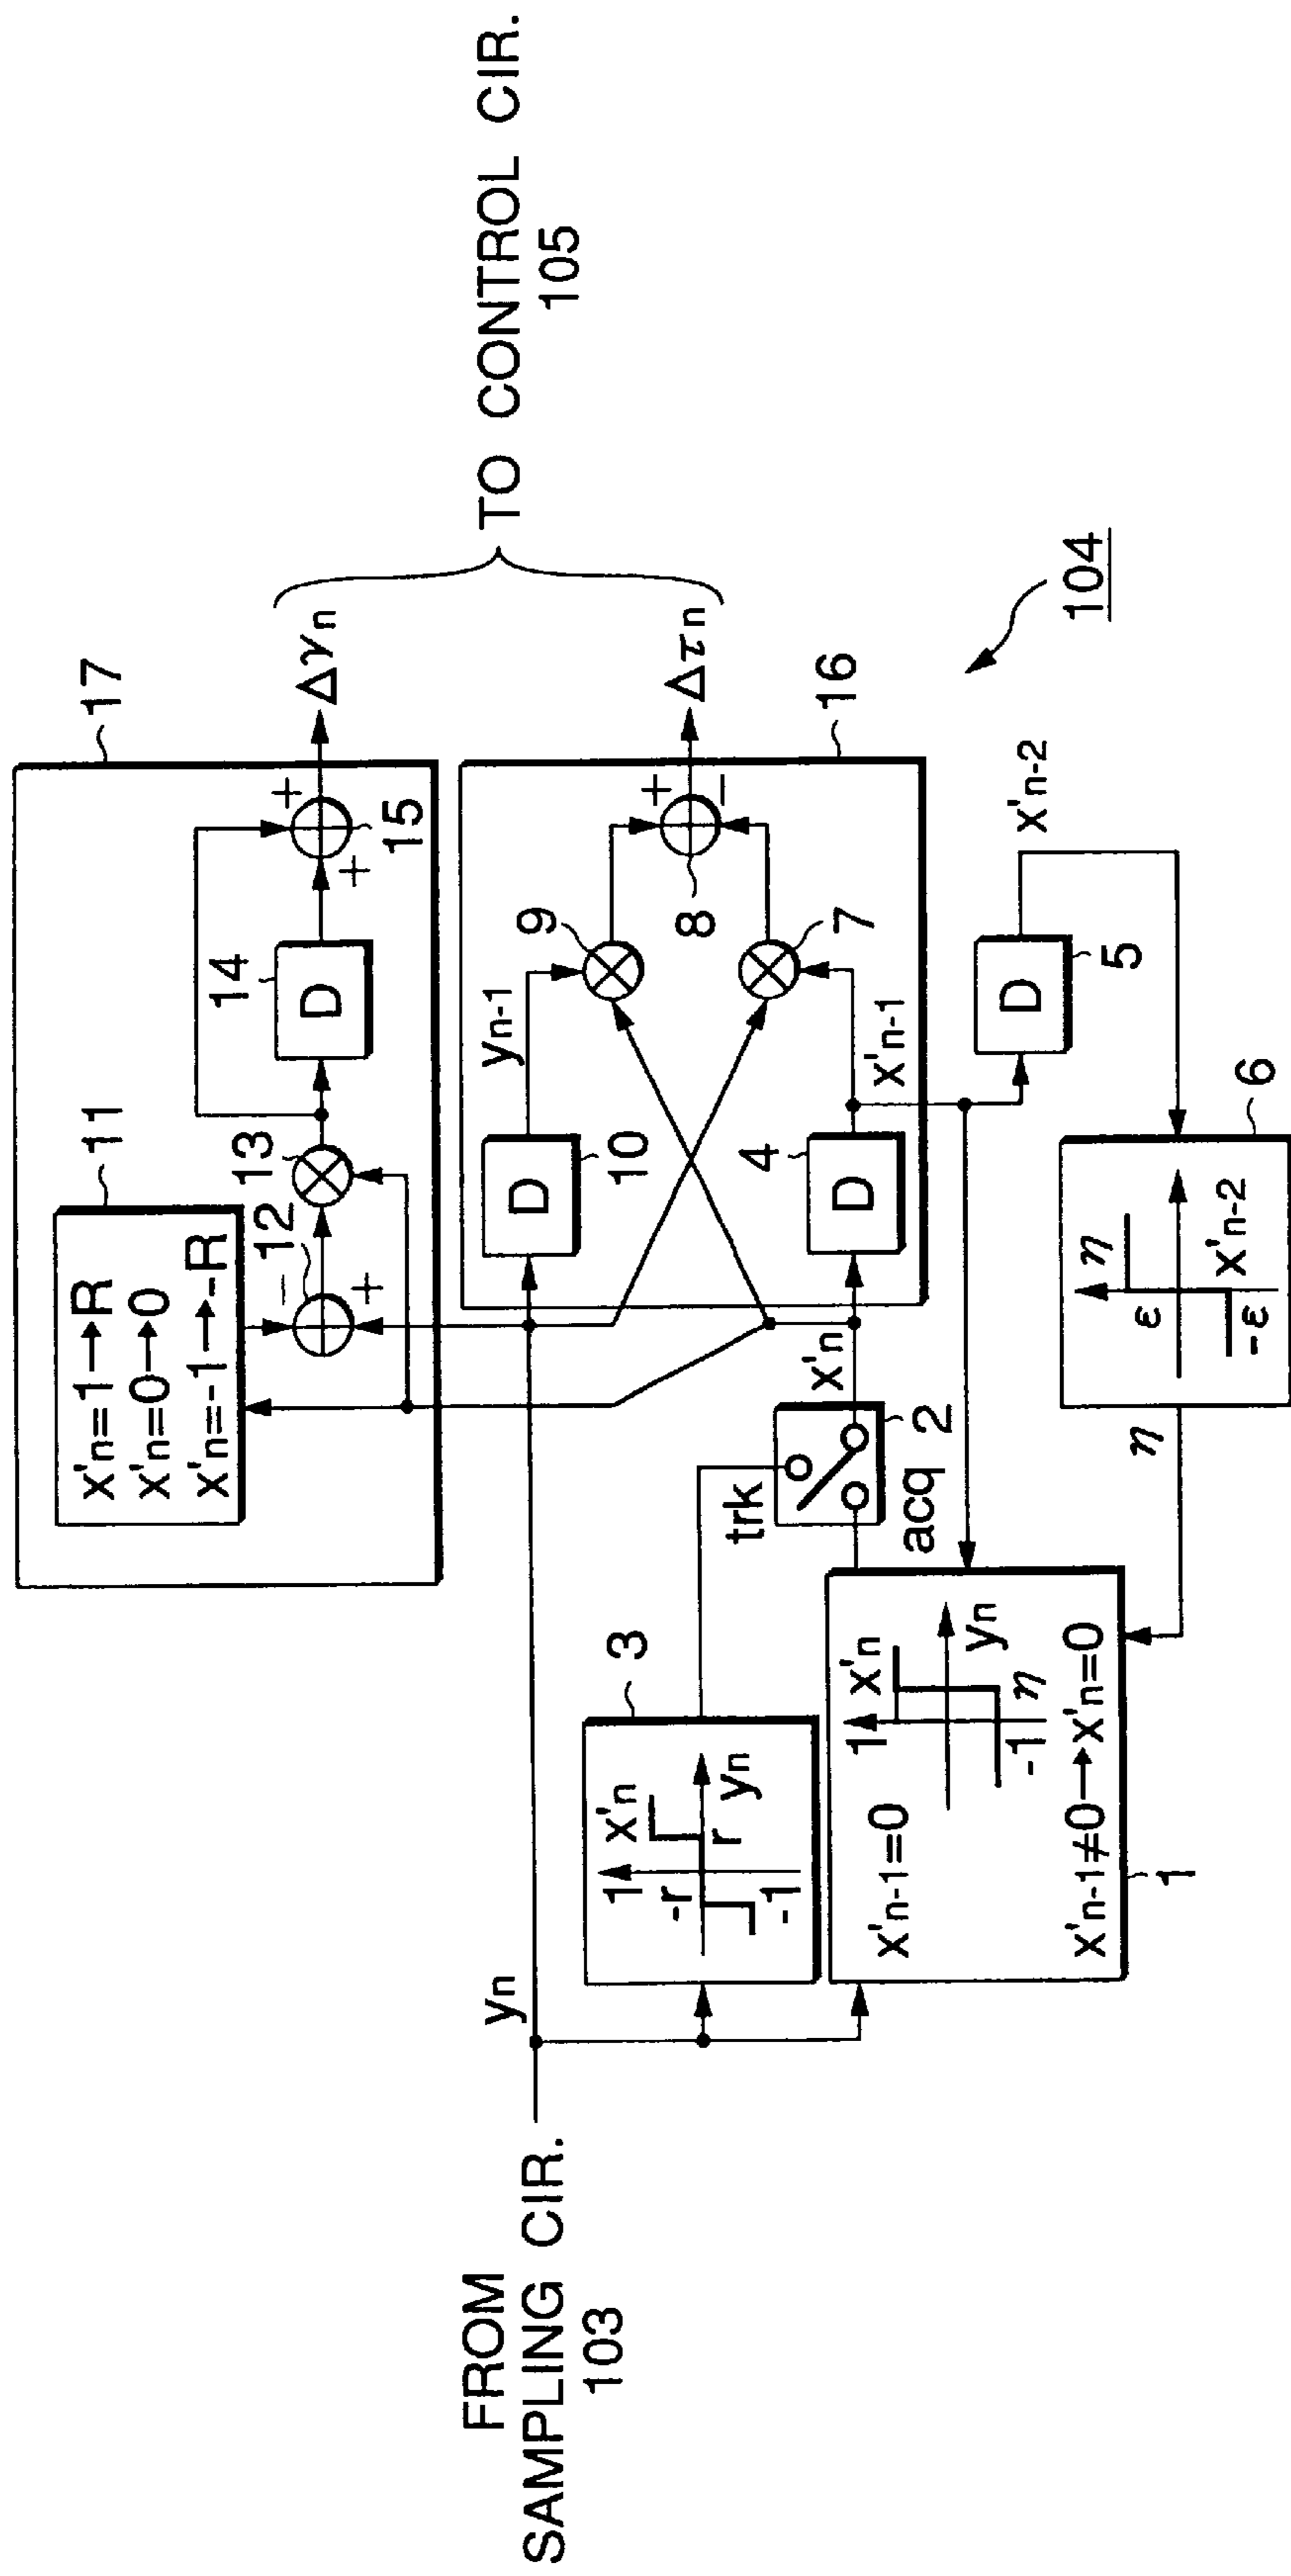 FROM
SAMPLING CIR.
103
yn
17
11
x'n=1→R
x'n=0→0
x'n=-1→-R
12
−
+
13
14
D
+
+
15
Δγn
TO CONTROL CIR.
105
Δτn
16
D
10
yn-1
9
+
−
8
7
D
4
x'n-1
x'n
3
1
x'n
-r
r
yn
-1
trk
acq
2
x'n-1=0
1
x'n
yn
-1
η
x'n-1≠0→x'n=0
1
D
5
x'n-2
6
η
ε
-ε
x'n-2
η
104